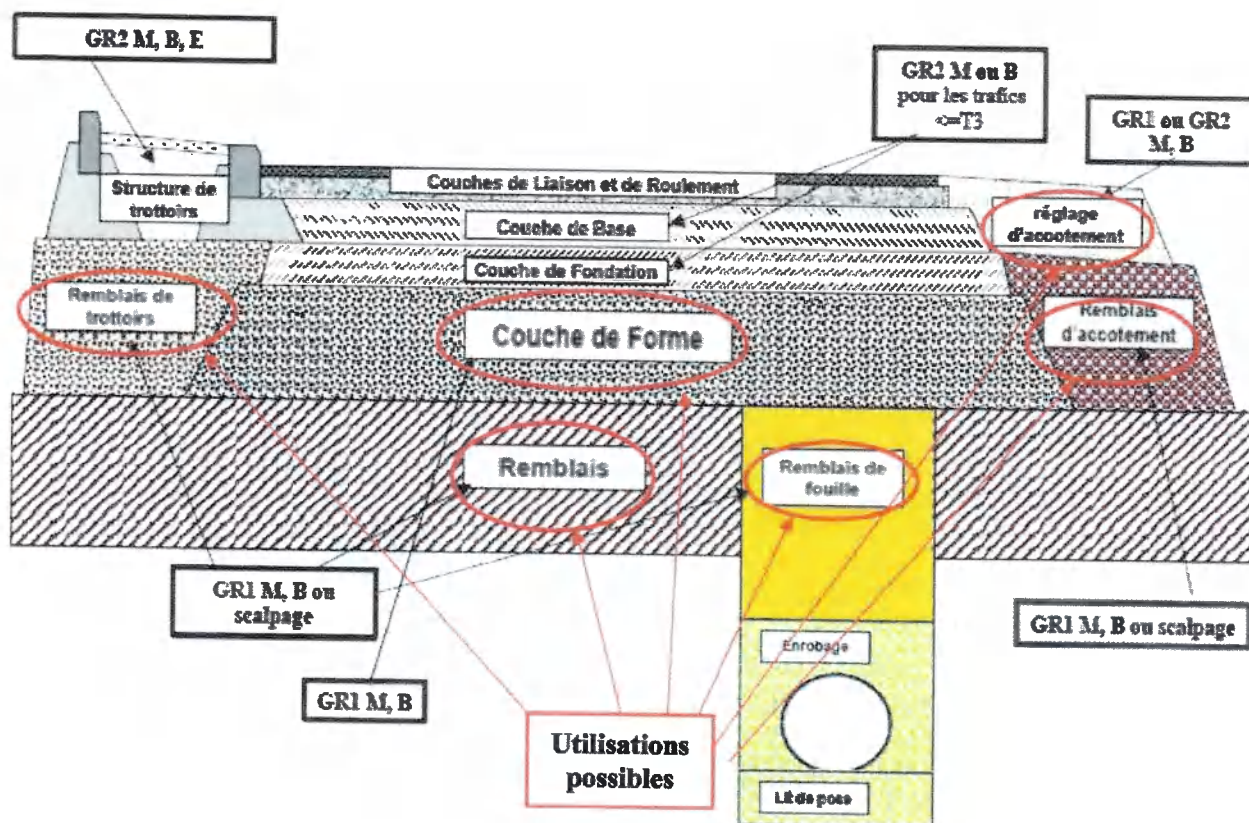 GR2 M, B, E
GR2 M ou B
pour les trafics
<=T3
GR1 ou GR2
M, B
Structure de
trottoirs
Couches de Liaison et de Roulement
Couche de Base
réglage
d'accotement
Couche de Fondation
Remblais de
trottoirs
Couche de Forme
Remblais
d'accotement
Remblais
Remblais de
fouille
GR1 M, B ou
scalpage
GR1 M, B ou scalpage
Enrobage
GR1 M, B
Utilisations
possibles
Lit de pose